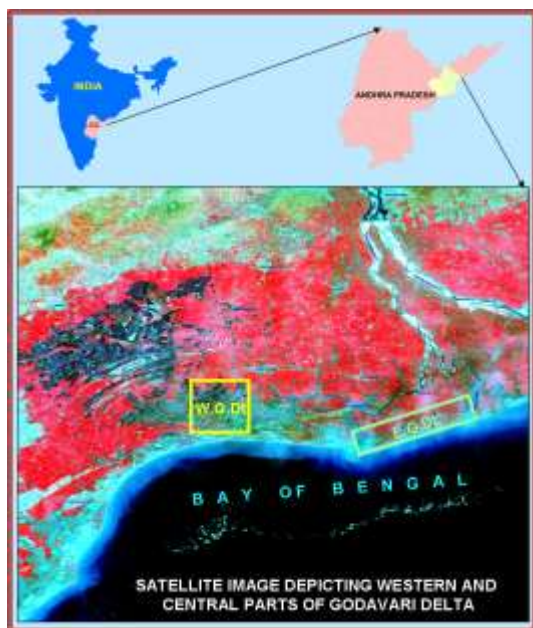 INDIA
ANDHRA PRADESH
W.G.Dt
E.G.Dt
BAY OF BENGAL
SATELLITE IMAGE DEPICTING WESTERN AND
CENTRAL PARTS OF GODAVARI DELTA